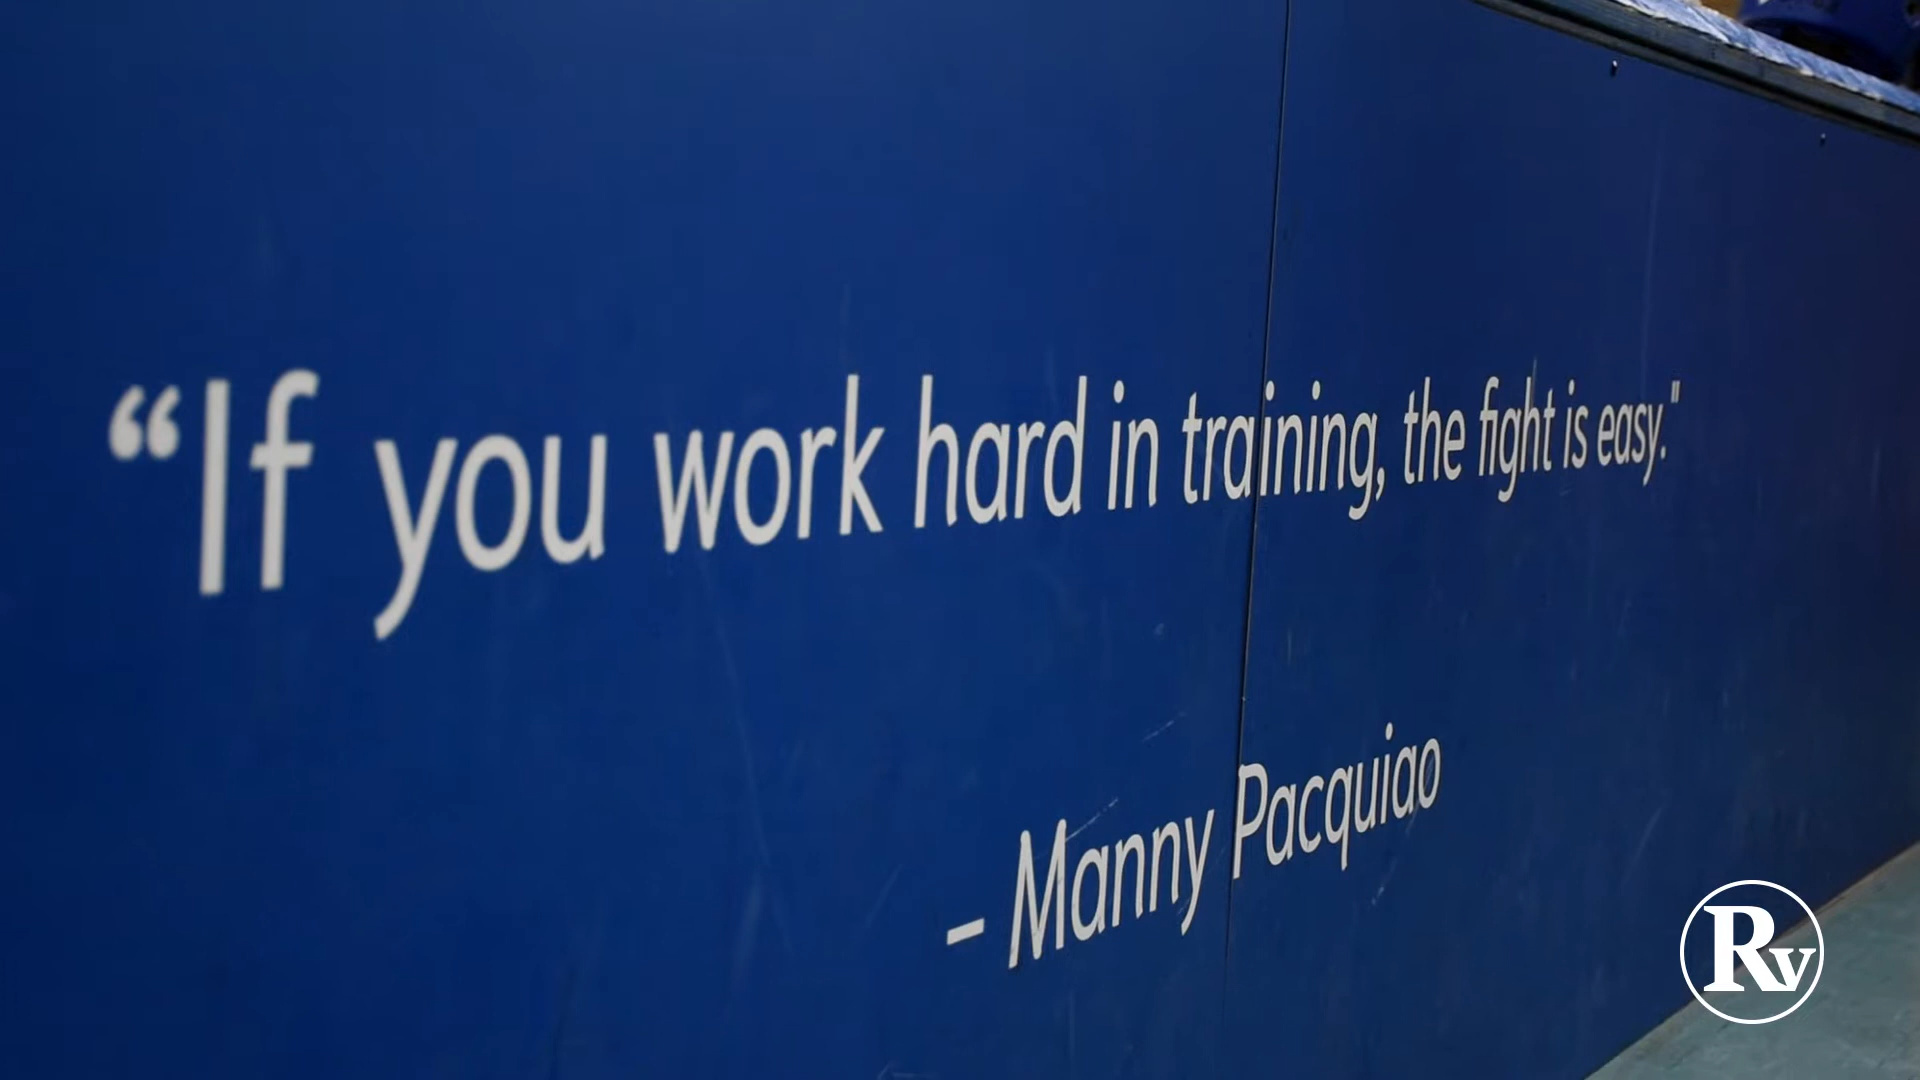 “If you work hard in training, the fight is easy."
– Manny Pacquiao
Rv